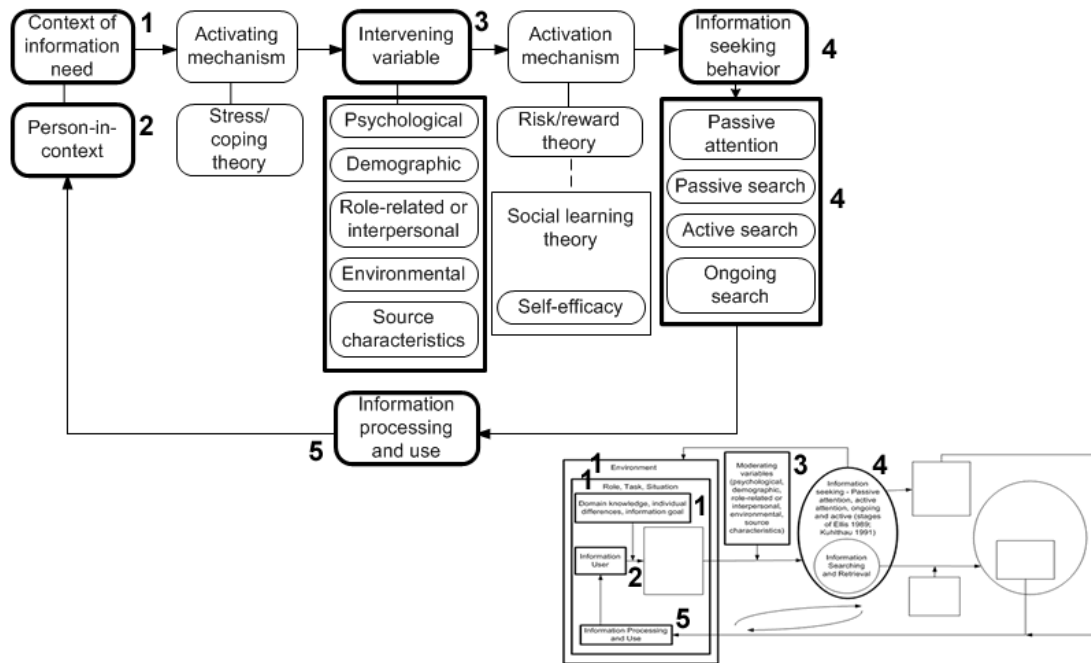 Context of
information
need
1
Activating
mechanism
Intervening
variable
3
Activation
mechanism
Information
seeking
behavior
4
Person-in-
context
2
Stress/
coping
theory
Psychological
Demographic
Role-related or
interpersonal
Environmental
Source
characteristics
Risk/reward
theory
Social learning
theory
Self-efficacy
Passive
attention
Passive search
Active search
Ongoing
search
4
Information
processing
and use
5
1
Environment
1
Role, Task, Situation
Domain knowledge, individual
differences, information goal
1
Information
User
2
Information Processing
and Use
5
Moderating
variables
(psychological,
demographic,
role-related or
interpersonal,
environmental,
source
characteristics)
3
4
Information
seeking - Passive
attention, active
attention, ongoing
and active (stages
of Ellis 1989;
Kuhlthau 1991)
Information
Searching
and Retrieval